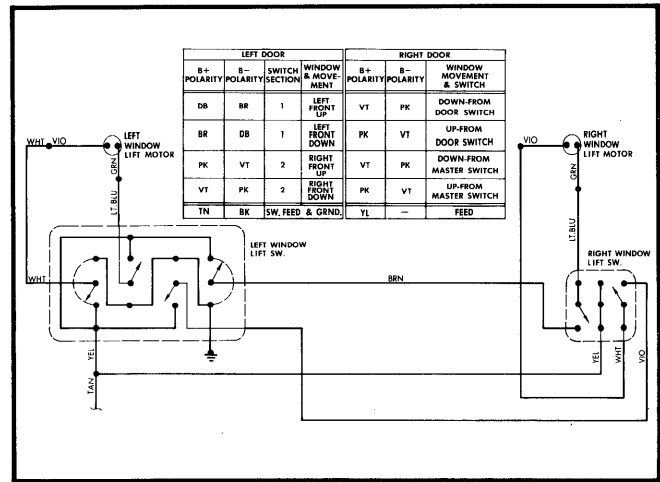 LEFT DOOR RIGHT DOOR
B+ POLARITY B– POLARITY SWITCH SECTION WINDOW & MOVE- MENT B+ POLARITY B– POLARITY WINDOW MOVEMENT & SWITCH
DB BR 1 LEFT FRONT UP VT PK DOWN-FROM DOOR SWITCH
BR DB 1 LEFT FRONT DOWN PK VT UP-FROM DOOR SWITCH
PK VT 2 RIGHT FRONT UP VT PK DOWN-FROM MASTER SWITCH
VT PK 2 RIGHT FRONT DOWN PK VT UP-FROM MASTER SWITCH
TN BK SW. FEED & GRND. YL – FEED
WHT VIO
LEFT
WINDOW
LIFT MOTOR
GRN
LT.BLU
VIO
RIGHT
WINDOW
LIFT MOTOR
GRN
LT.BLU
LEFT WINDOW
LIFT SW.
RIGHT WINDOW
LIFT SW.
WHT
BRN
YEL
TAN
YEL
WHT
VIO